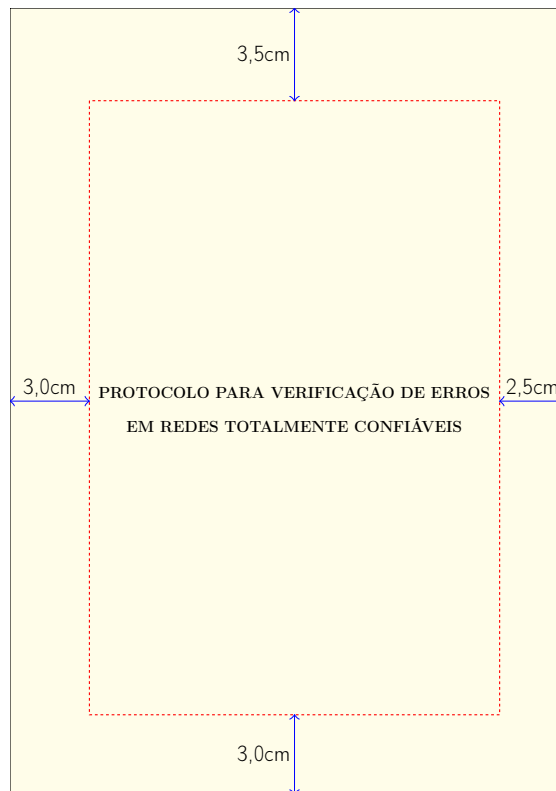 3,5cm
3,0cm
PROTOCOLO PARA VERIFICAÇÃO DE ERROS
2,5cm
EM REDES TOTALMENTE CONFIÁVEIS
3,0cm